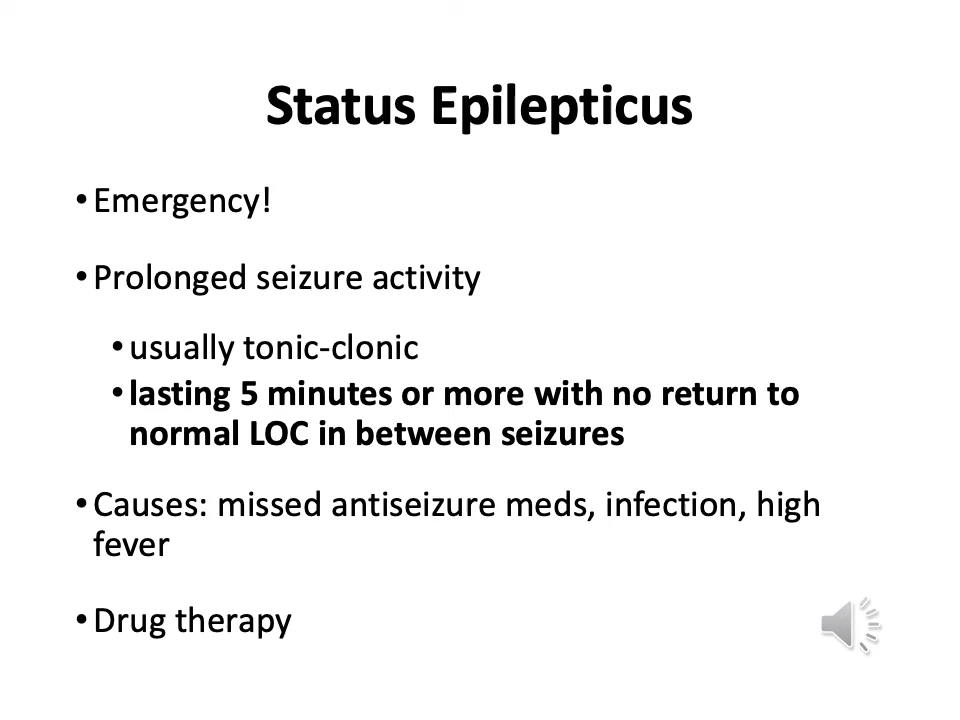 Status Epilepticus
•Emergency!
•Prolonged seizure activity
•usually tonic-clonic
•lasting 5 minutes or more with no return to
normal LOC in between seizures
•Causes: missed antiseizure meds, infection, high
fever
•Drug therapy